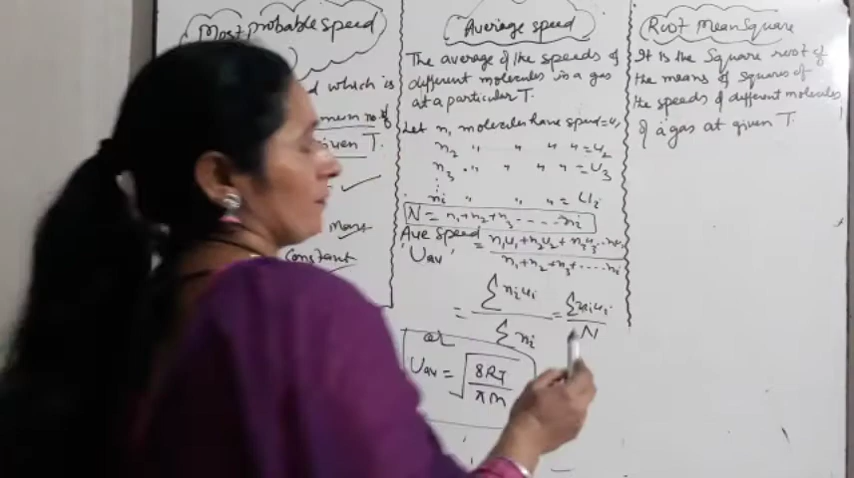 Most probable speed
d which is
mum no. of
given T.
Mass
Constant
Average speed
The average of the speeds of
different molecules in a gas
at a particular T.
Let n₁ molecules have speed = u₁
n₂ " " " " = u₂
n₃ " " " " = u₃
⋮
nᵢ " " " = uᵢ
N = n₁+n₂+n₃.....nᵢ
Ave Speed = n₁u₁+n₂u₂+n₃u₃...nᵢuᵢ / n₁+n₂+n₃+....nᵢ
'Uav'
= Σnᵢuᵢ / Σnᵢ = Σnᵢuᵢ / N
or
Uav = √8RT/πM
Root Mean Square
It is the Square root of
the means of squares of
the speeds of different molecules
of a gas at given T.